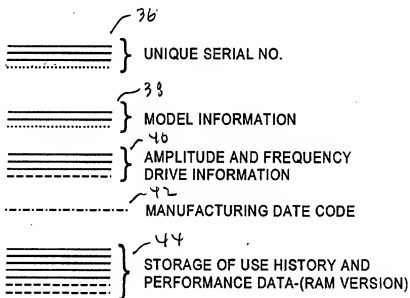 36
UNIQUE SERIAL NO.
38
MODEL INFORMATION
40
AMPLITUDE AND FREQUENCY
DRIVE INFORMATION
42
MANUFACTURING DATE CODE
44
STORAGE OF USE HISTORY AND
PERFORMANCE DATA-(RAM VERSION)